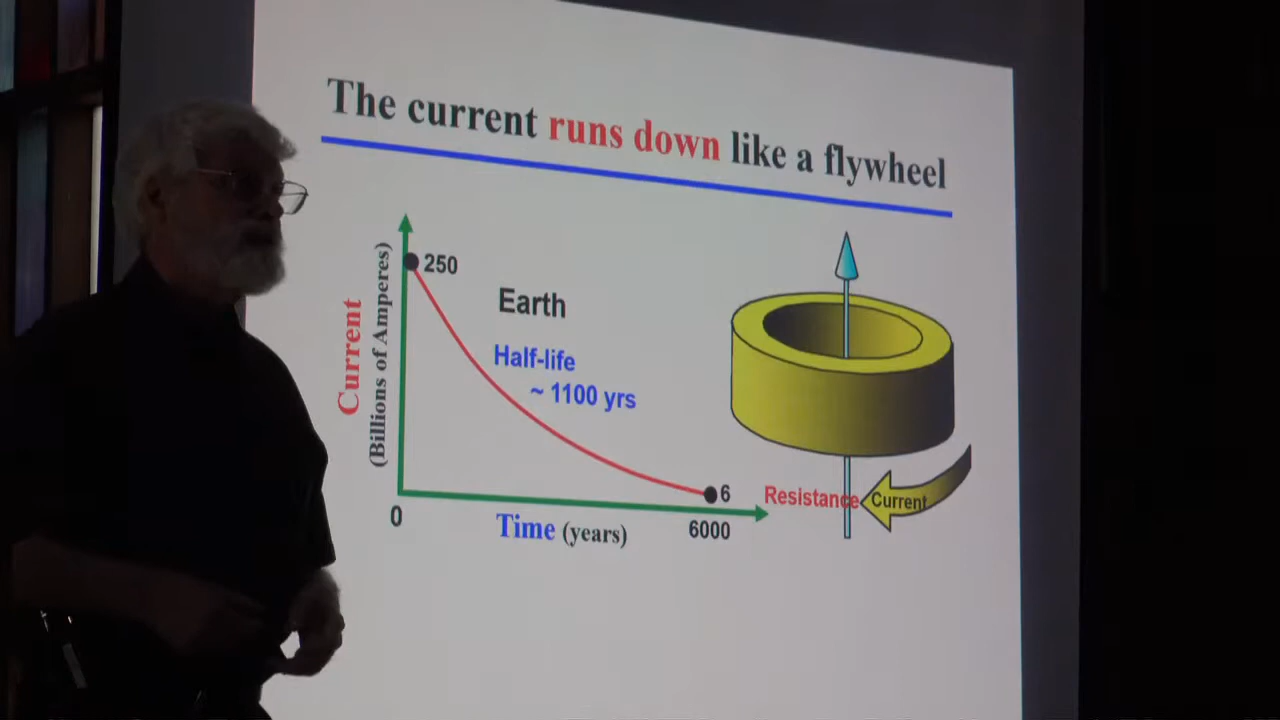 The current runs down like a flywheel
250
Earth
Half-life
~ 1100 yrs
Current
(Billions of Amperes)
6
0
Time (years)
6000
Resistance
Current